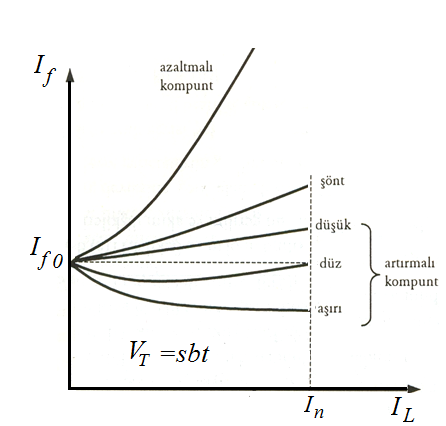 azaltmalı
kompunt
I_f
şönt
düşük
I_f0
düz
artırmalı
kompunt
aşırı
V_T =sbt
I_n
I_L